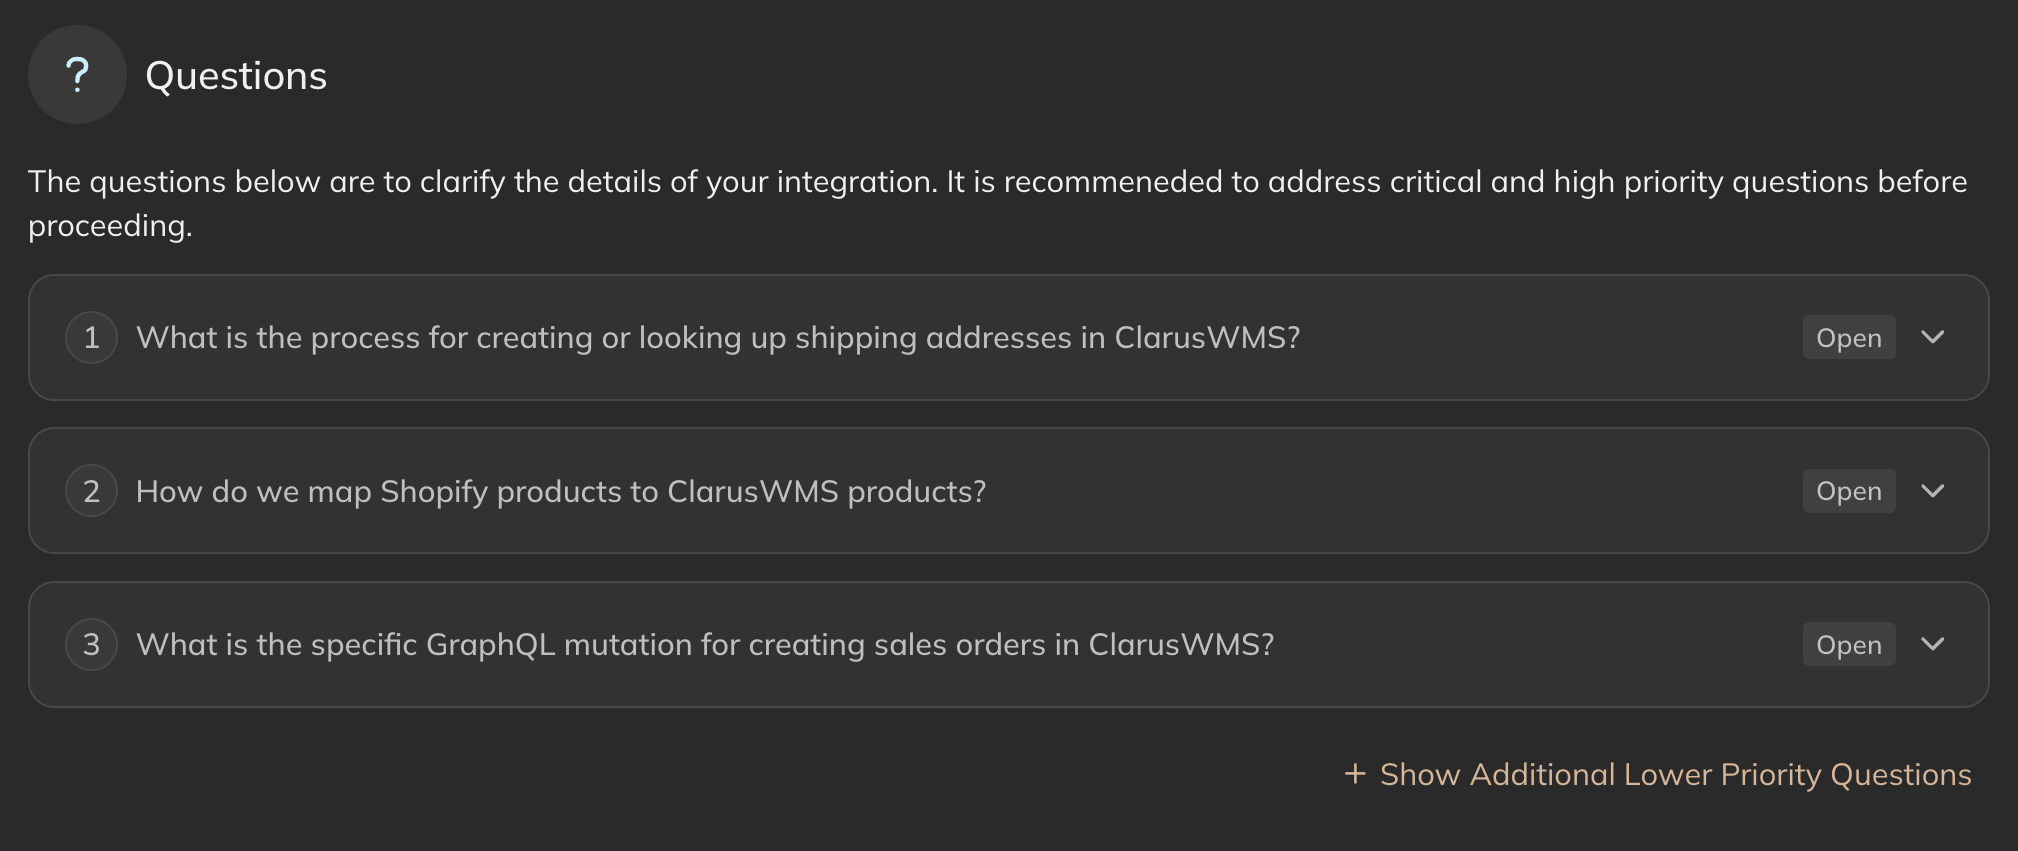 ?
Questions
The questions below are to clarify the details of your integration. It is recommeneded to address critical and high priority questions before
proceeding.
1 What is the process for creating or looking up shipping addresses in ClarusWMS? Open
2 How do we map Shopify products to ClarusWMS products? Open
3 What is the specific GraphQL mutation for creating sales orders in ClarusWMS? Open
+ Show Additional Lower Priority Questions